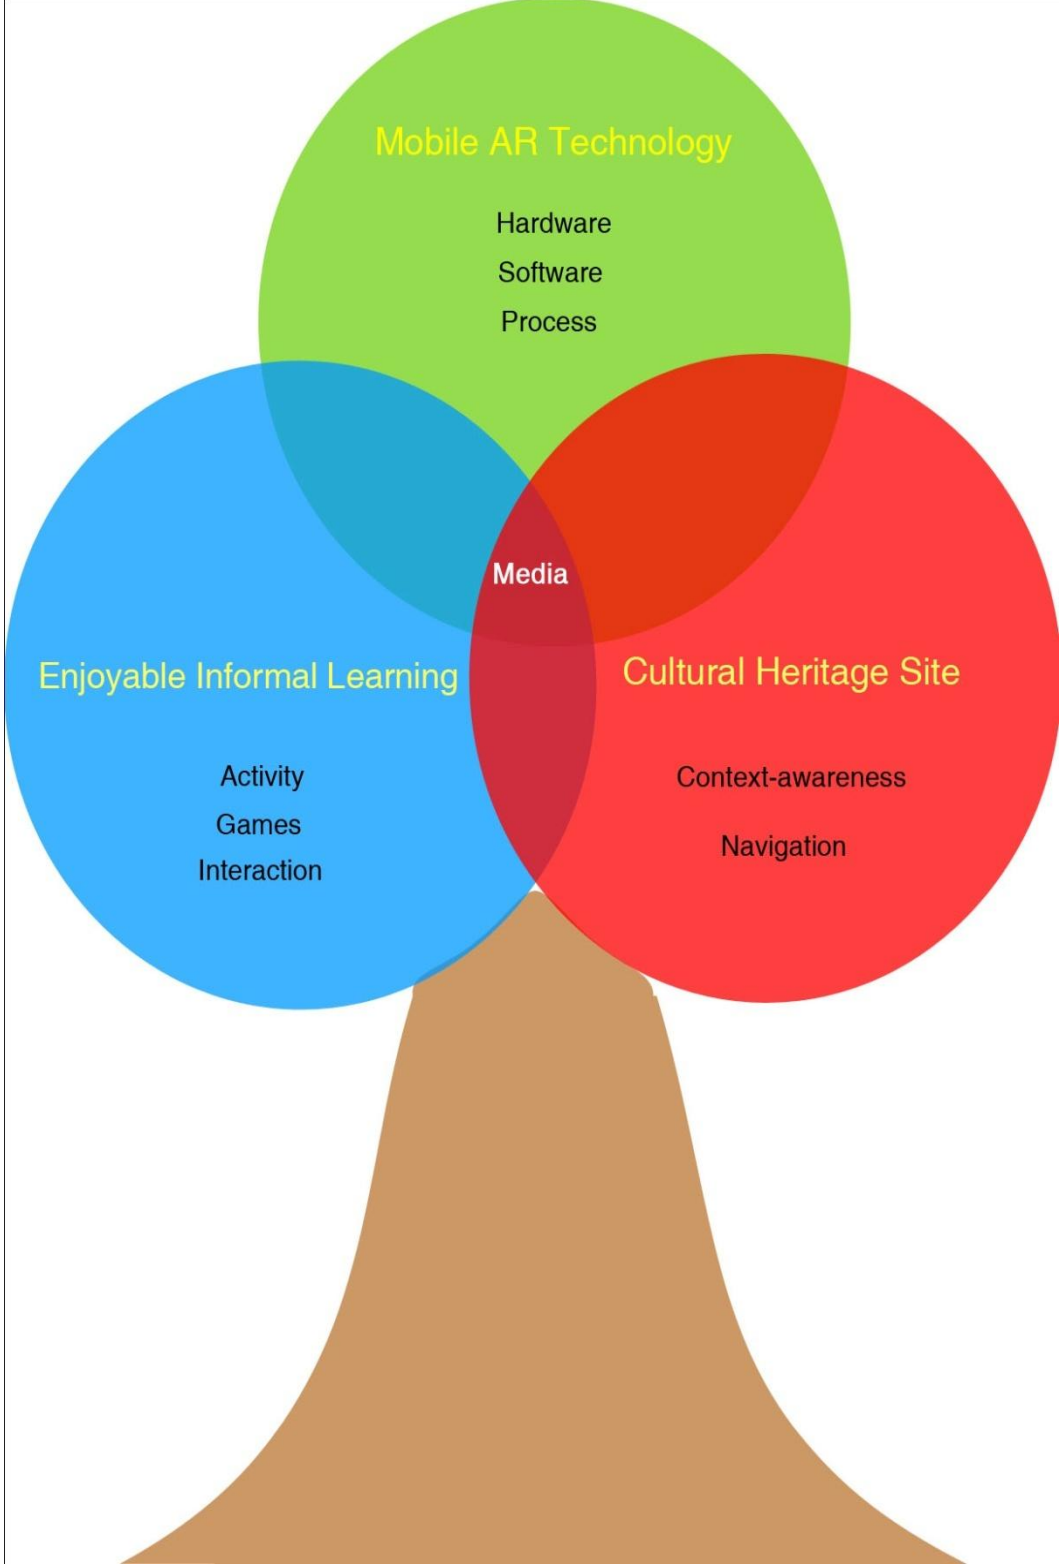 Mobile AR Technology
Hardware
Software
Process
Media
Enjoyable Informal Learning
Activity
Games
Interaction
Cultural Heritage Site
Context-awareness
Navigation